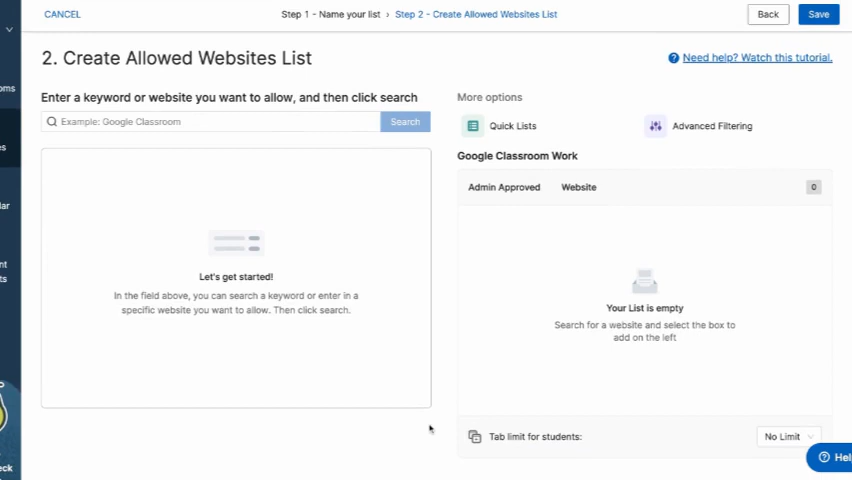 CANCEL
Step 1 - Name your list › Step 2 - Create Allowed Websites List
Back
Save
2. Create Allowed Websites List
Need help? Watch this tutorial.
Enter a keyword or website you want to allow, and then click search
Example: Google Classroom
Search
Let's get started!
In the field above, you can search a keyword or enter in a
specific website you want to allow. Then click search.
More options
Quick Lists
Advanced Filtering
Google Classroom Work
Admin Approved
Website
0
Your List is empty
Search for a website and select the box to
add on the left
Tab limit for students:
No Limit